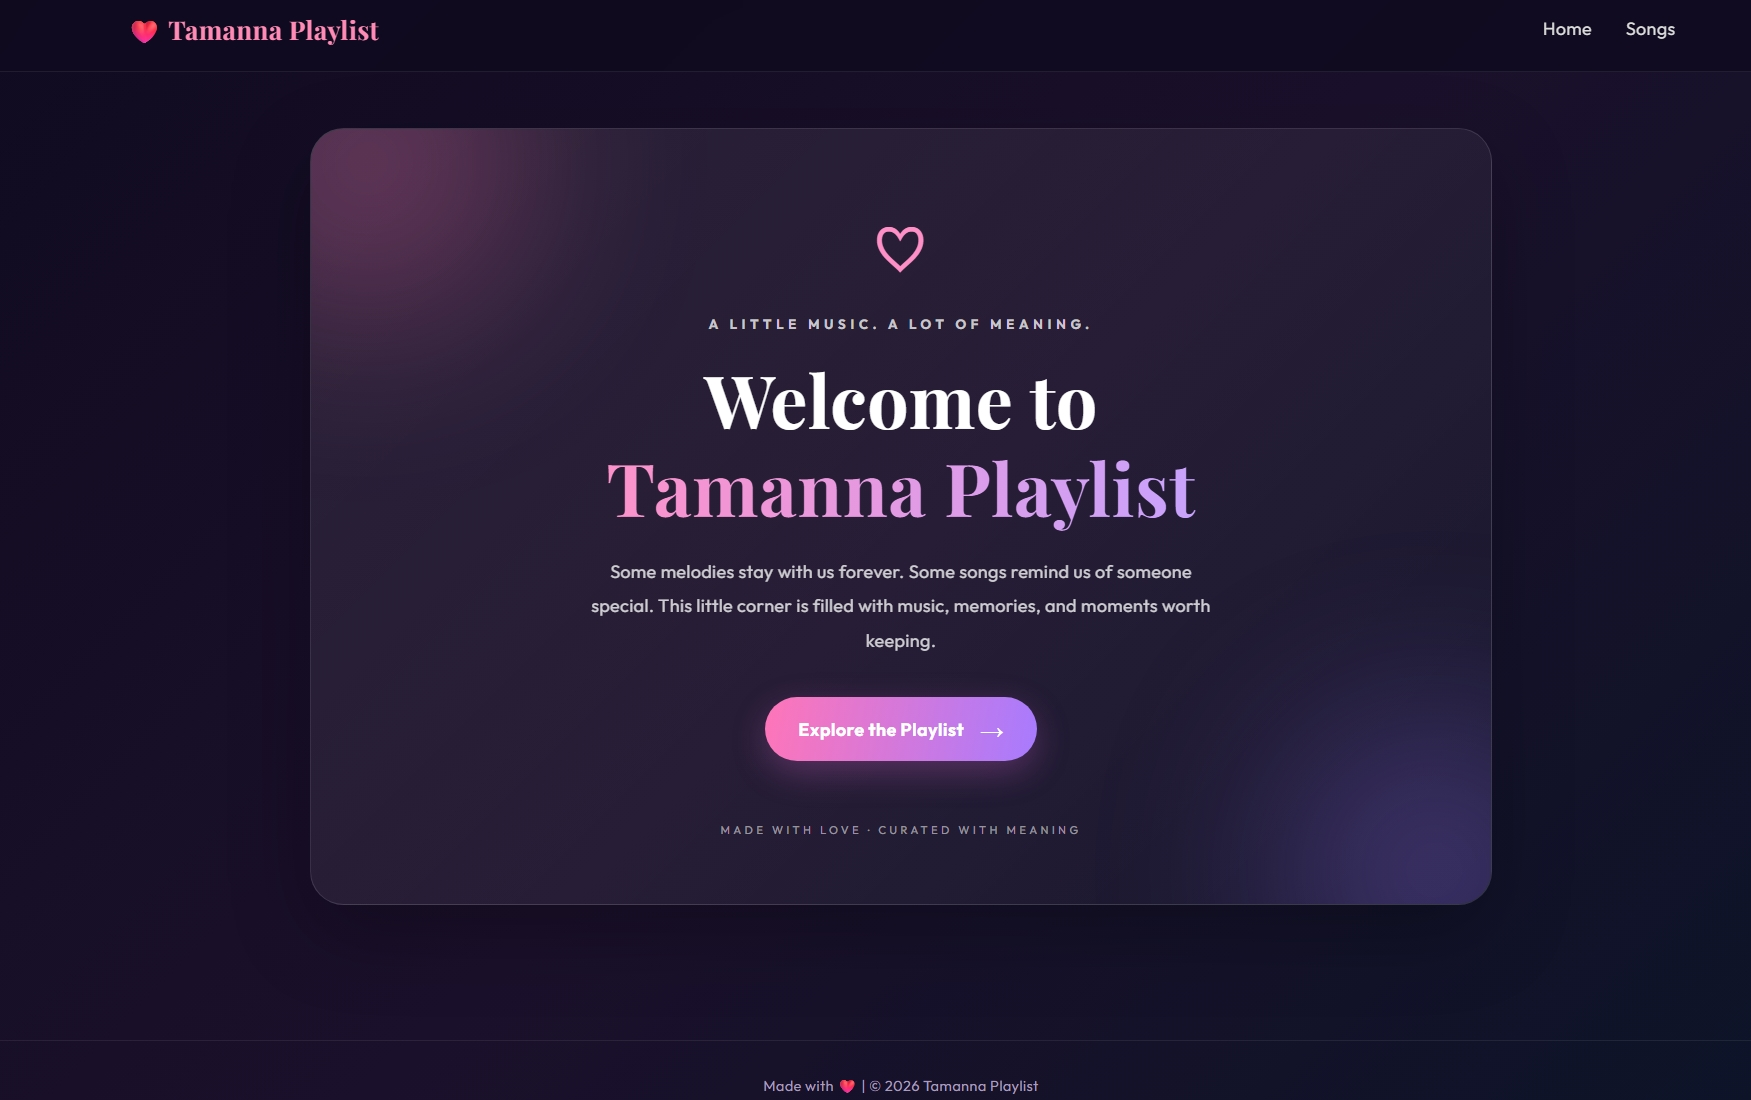 Tamanna Playlist
Home
Songs
A LITTLE MUSIC. A LOT OF MEANING.
Welcome to
Tamanna Playlist
Some melodies stay with us forever. Some songs remind us of someone
special. This little corner is filled with music, memories, and moments worth
keeping.
Explore the Playlist →
MADE WITH LOVE · CURATED WITH MEANING
Made with ❤️ | © 2026 Tamanna Playlist